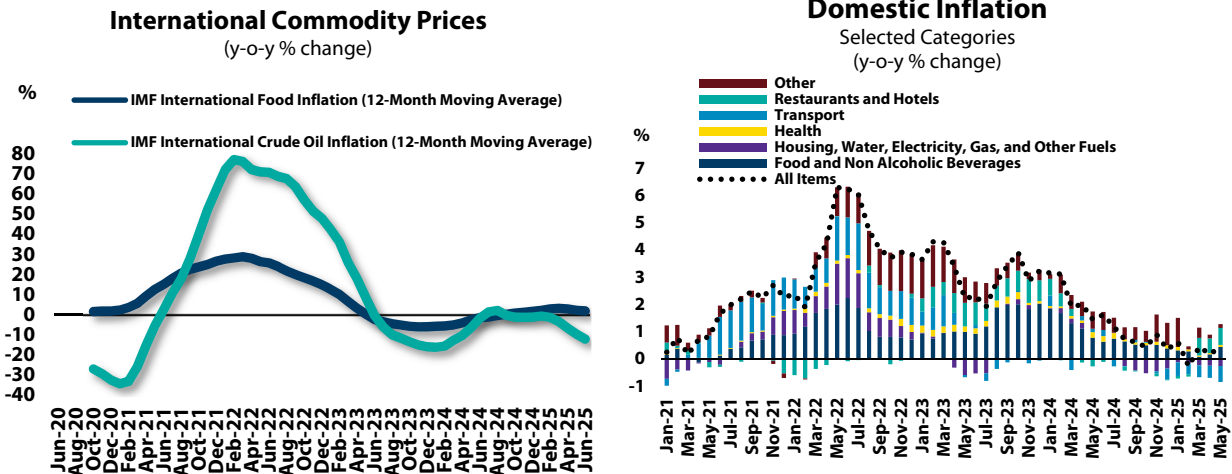 International Commodity Prices
(y-o-y % change)
%
IMF International Food Inflation (12-Month Moving Average)
IMF International Crude Oil Inflation (12-Month Moving Average)
80
70
60
50
40
30
20
10
0
-10
-20
-30
-40
Jun-20
Aug-20
Oct-20
Dec-20
Feb-21
Apr-21
Jun-21
Aug-21
Oct-21
Dec-21
Feb-22
Apr-22
Jun-22
Aug-22
Oct-22
Dec-22
Feb-23
Apr-23
Jun-23
Aug-23
Oct-23
Dec-23
Feb-24
Apr-24
Jun-24
Aug-24
Oct-24
Dec-24
Feb-25
Apr-25
Jun-25
Domestic Inflation
Selected Categories
(y-o-y % change)
Other
Restaurants and Hotels
Transport
Health
Housing, Water, Electricity, Gas, and Other Fuels
Food and Non Alcoholic Beverages
All Items
%
7
6
5
4
3
2
1
0
-1
Jan-21
Mar-21
May-21
Jul-21
Sep-21
Nov-21
Jan-22
Mar-22
May-22
Jul-22
Sep-22
Nov-22
Jan-23
Mar-23
May-23
Jul-23
Sep-23
Nov-23
Jan-24
Mar-24
May-24
Jul-24
Sep-24
Nov-24
Jan-25
Mar-25
May-25